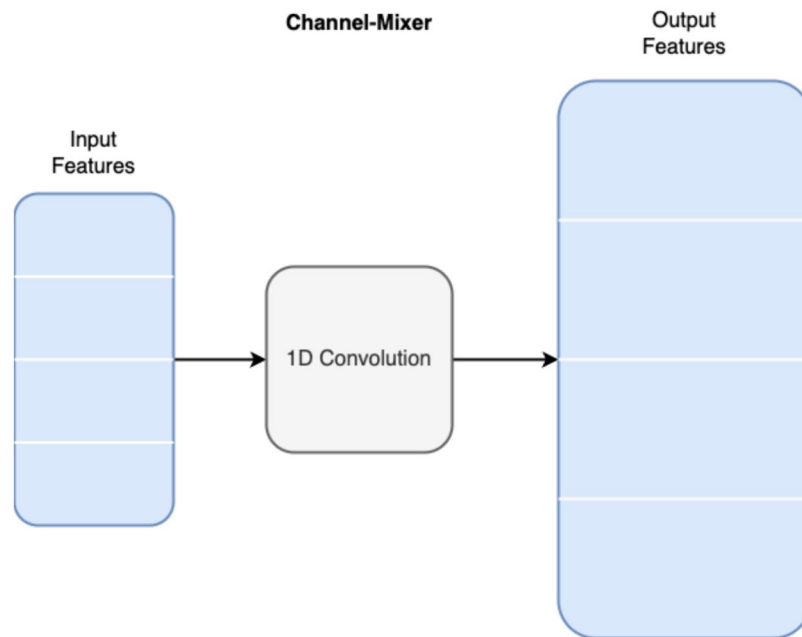 Channel-Mixer
Output
Features
Input
Features
1D Convolution